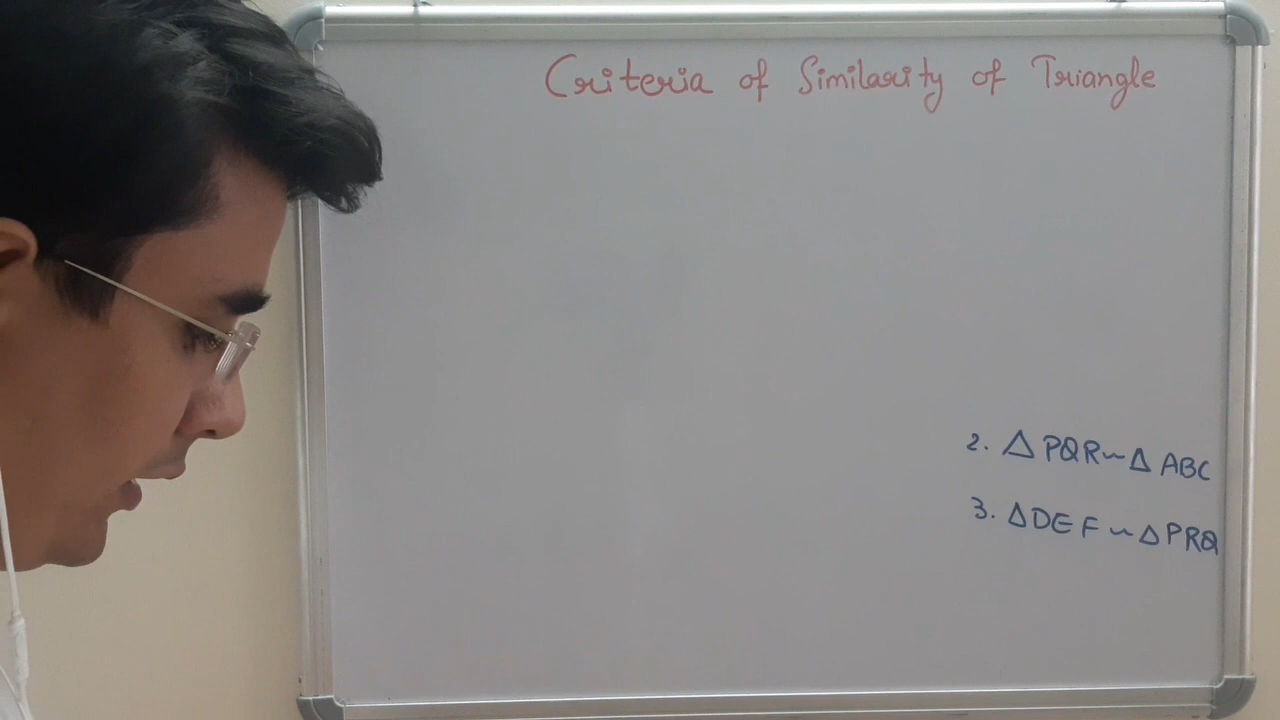 Criteria of Similarity of Triangle
2. △ PQR ~ △ ABC
3. △DEF ~ △PRQ